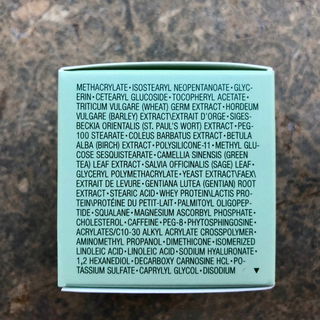 METHACRYLATE • ISOSTEARYL NEOPENTANOATE • GLYC-
ERIN • CETEARYL GLUCOSIDE • TOCOPHERYL ACETATE •
TRITICUM VULGARE (WHEAT) GERM EXTRACT • HORDEUM
VULGARE (BARLEY) EXTRACT\EXTRAIT D'ORGE • SIGES-
BECKIA ORIENTALIS (ST. PAUL'S WORT) EXTRACT • PEG-
100 STEARATE • COLEUS BARBATUS EXTRACT • BETULA
ALBA (BIRCH) EXTRACT • POLYSILICONE-11 • METHYL GLU-
COSE SESQUISTEARATE • CAMELLIA SINENSIS (GREEN
TEA) LEAF EXTRACT • SALVIA OFFICINALIS (SAGE) LEAF •
GLYCERYL POLYMETHACRYLATE • YEAST EXTRACT\FAEX\
EXTRAIT DE LEVURE • GENTIANA LUTEA (GENTIAN) ROOT
EXTRACT • STEARIC ACID • WHEY PROTEIN\LACTIS PROTE-
IN\PROTÉINE DU PETIT-LAIT • PALMITOYL OLIGOPEP-
TIDE • SQUALANE • MAGNESIUM ASCORBYL PHOSPHATE •
CHOLESTEROL • CAFFEINE • PEG-8 • PHYTOSPHINGOSINE •
ACRYLATES/C10-30 ALKYL ACRYLATE CROSSPOLYMER •
AMINOMETHYL PROPANOL • DIMETHICONE • ISOMERIZED
LINOLEIC ACID • LINOLEIC ACID • SODIUM HYALURONATE •
1,2 HEXANEDIOL • DECARBOXY CARNOSINE HCL • PO-
TASSIUM SULFATE • CAPRYLYL GLYCOL • DISODIUM ▼